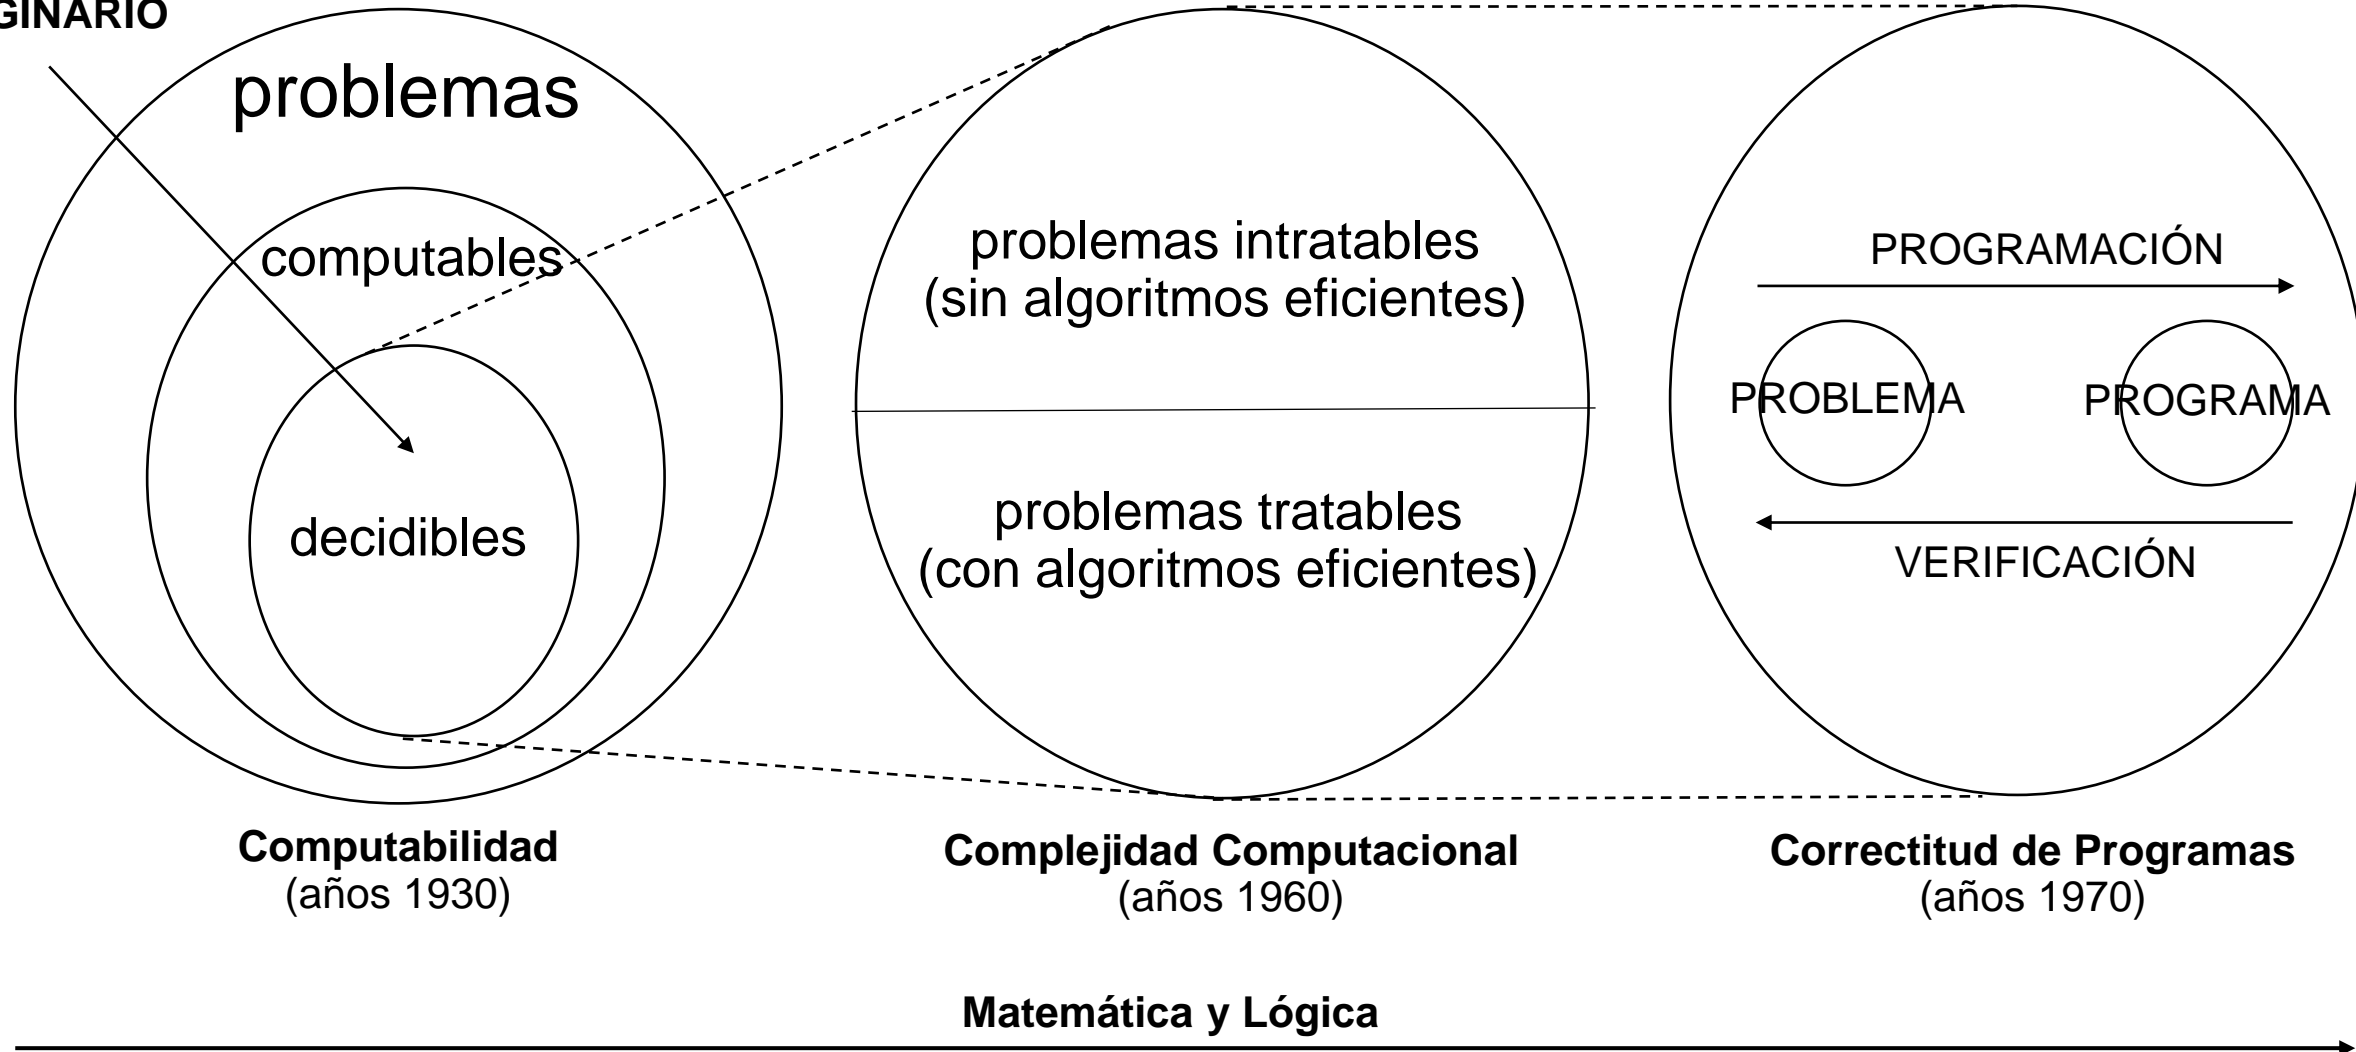 GINARIO
problemas
computables
decidibles
problemas intratables
(sin algoritmos eficientes)
problemas tratables
(con algoritmos eficientes)
PROGRAMACIÓN
PROBLEMA
PROGRAMA
VERIFICACIÓN
Computabilidad
(años 1930)
Complejidad Computacional
(años 1960)
Correctitud de Programas
(años 1970)
Matemática y Lógica